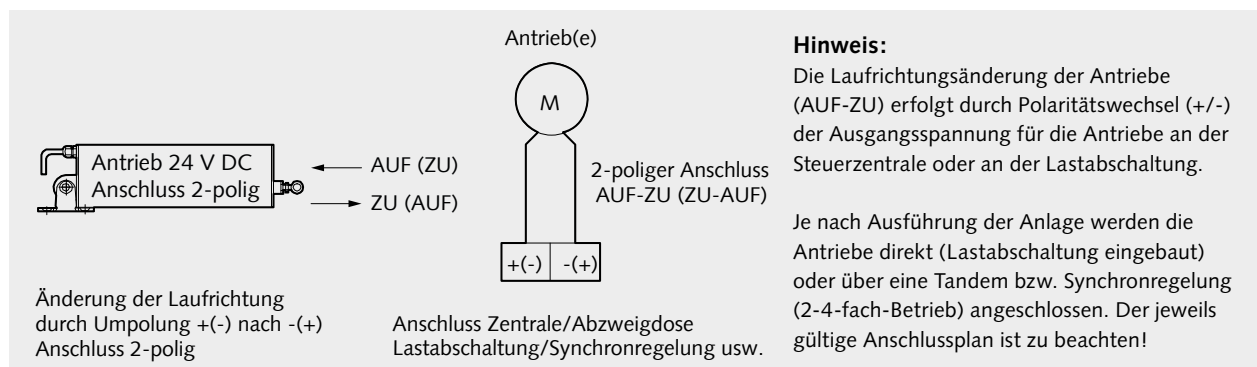 Antrieb 24 V DC
Anschluss 2-polig
AUF (ZU)
ZU (AUF)
Änderung der Laufrichtung
durch Umpolung +(-) nach -(+)
Anschluss 2-polig
Antrieb(e)
M
2-poliger Anschluss
AUF-ZU (ZU-AUF)
+(-) -(+)
Anschluss Zentrale/Abzweigdose
Lastabschaltung/Synchronregelung usw.
Hinweis:
Die Laufrichtungsänderung der Antriebe
(AUF-ZU) erfolgt durch Polaritätswechsel (+/-)
der Ausgangsspannung für die Antriebe an der
Steuerzentrale oder an der Lastabschaltung.
Je nach Ausführung der Anlage werden die
Antriebe direkt (Lastabschaltung eingebaut)
oder über eine Tandem bzw. Synchronregelung
(2-4-fach-Betrieb) angeschlossen. Der jeweils
gültige Anschlussplan ist zu beachten!